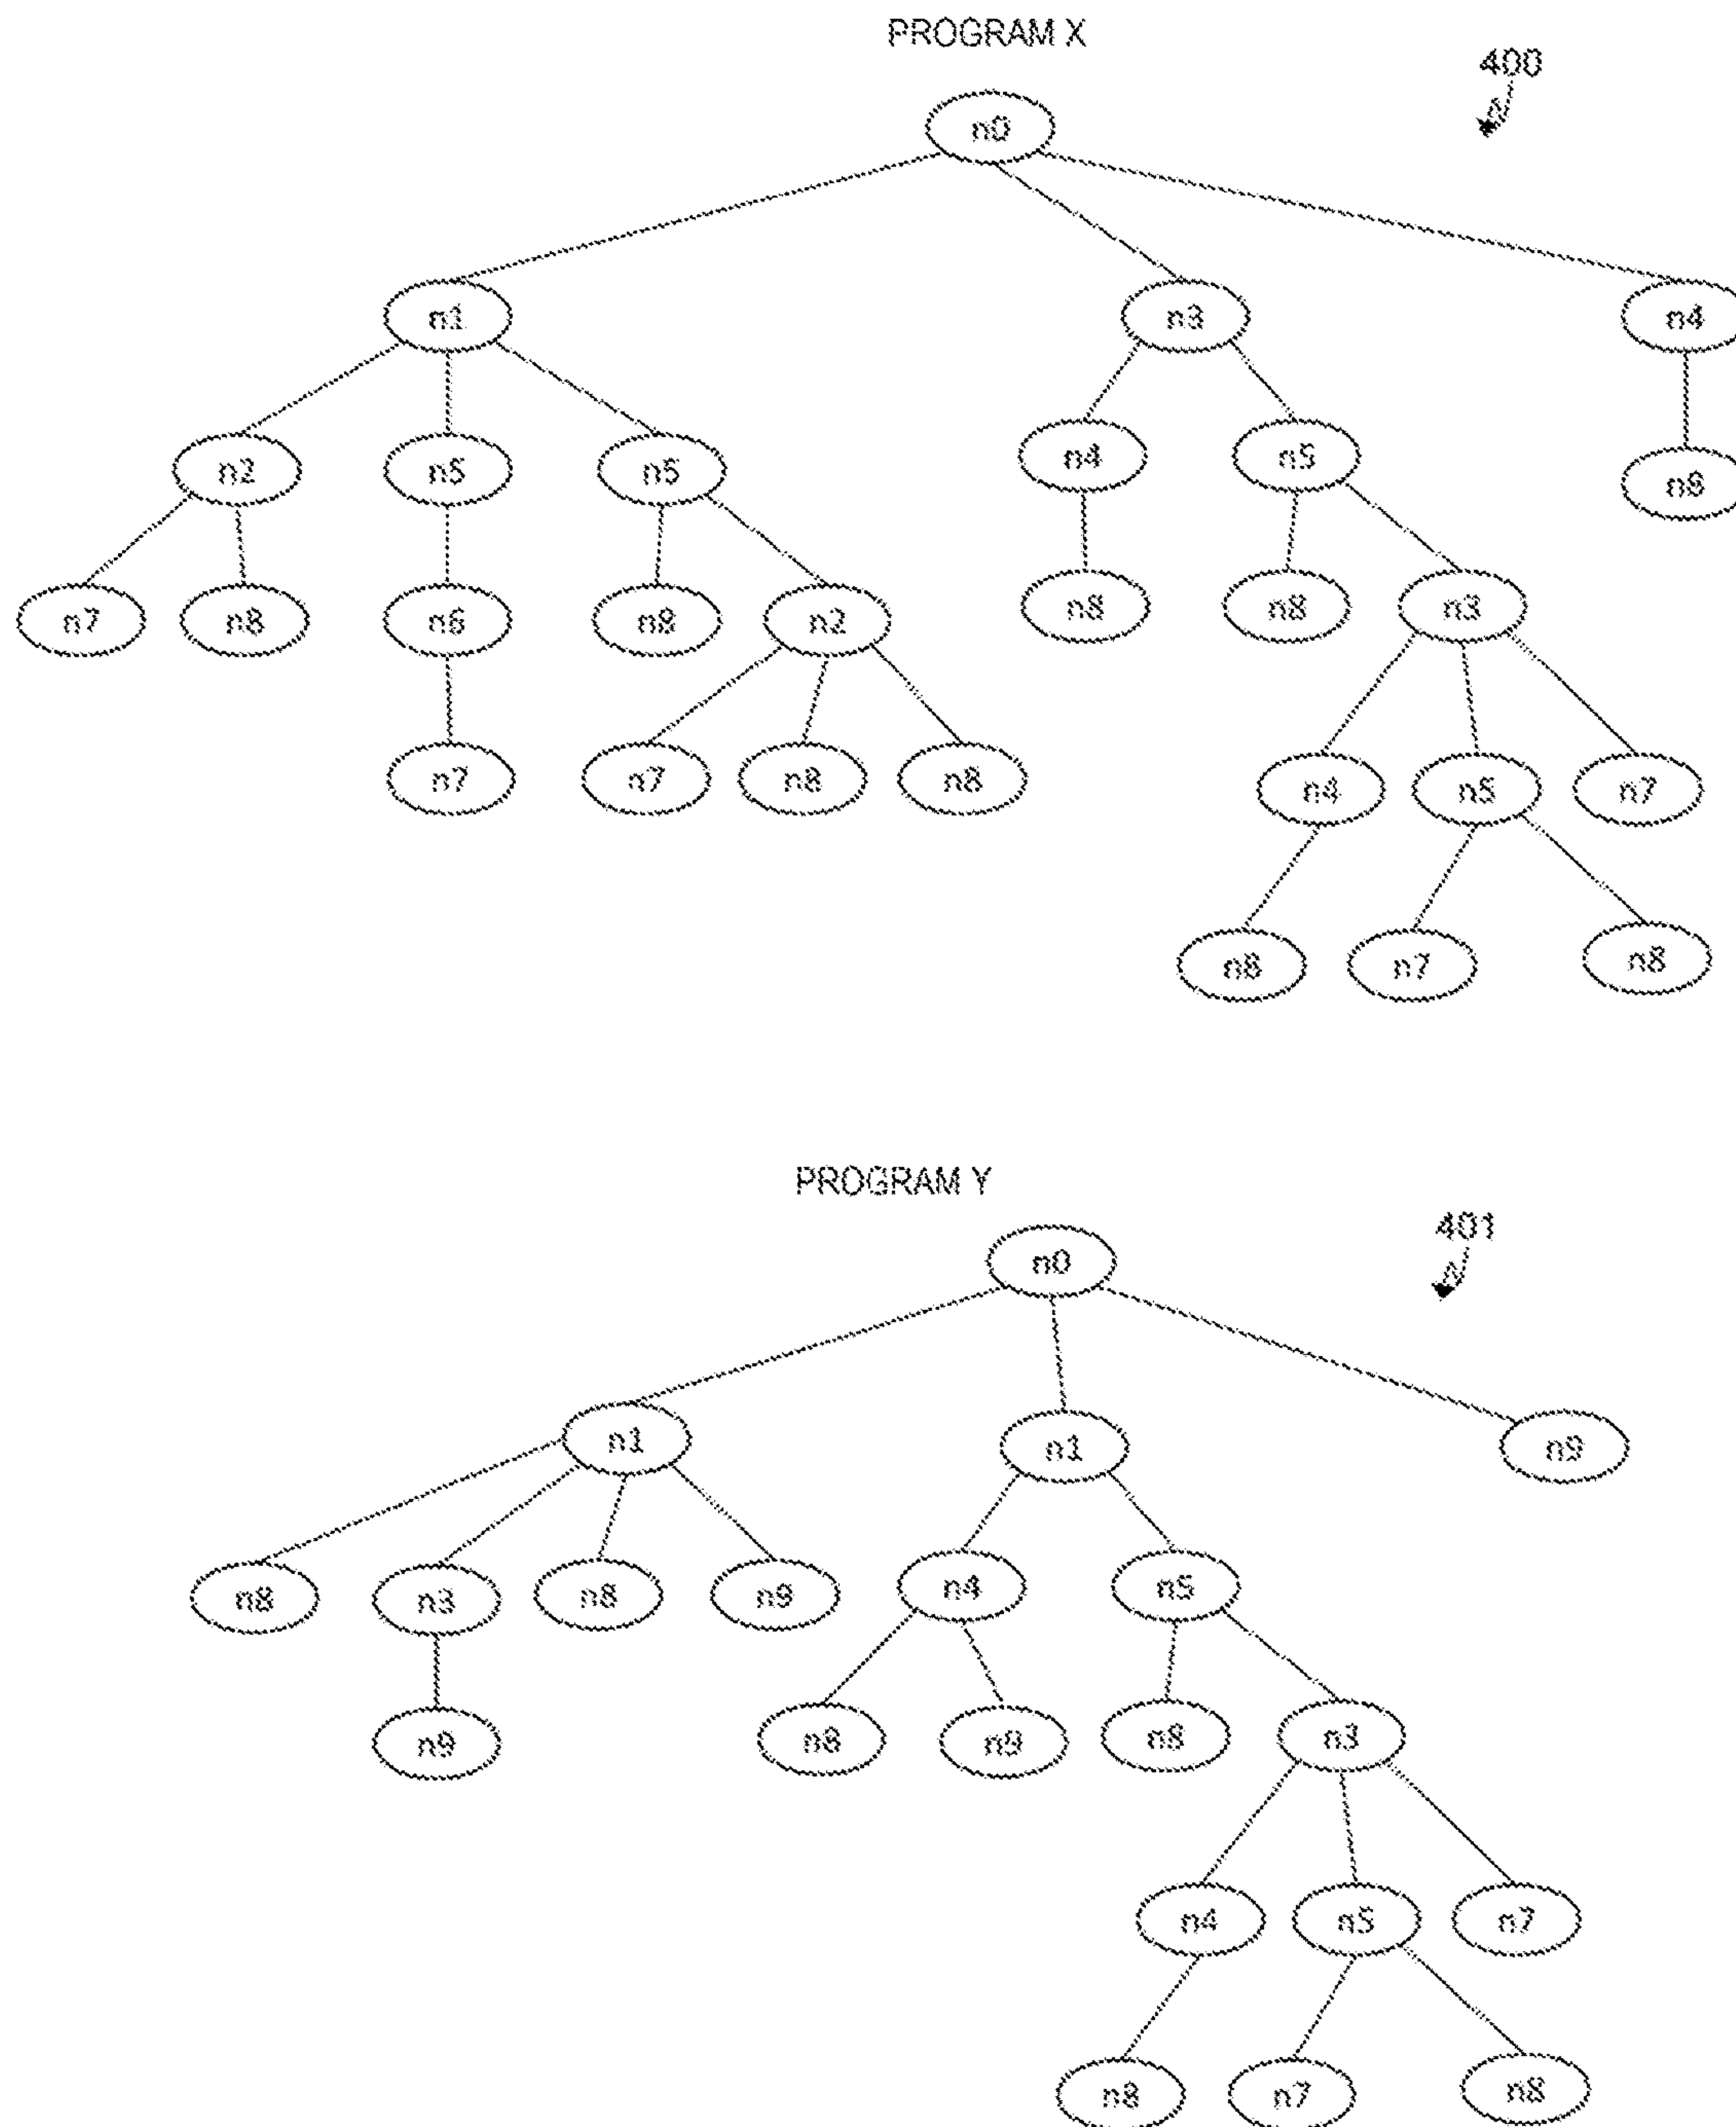 PROGRAM X
400
n0
n1 n3 n4
n2 n5 n5 n4 n5 n8
n7 n8 n6 n8 n2 n8 n8 n3
n7 n7 n8 n8 n4 n5 n7
n8 n7 n8
PROGRAM Y
401
n0
n1 n1 n9
n8 n3 n8 n9 n4 n5
n9 n8 n9 n8 n3
n4 n5 n7
n8 n7 n8